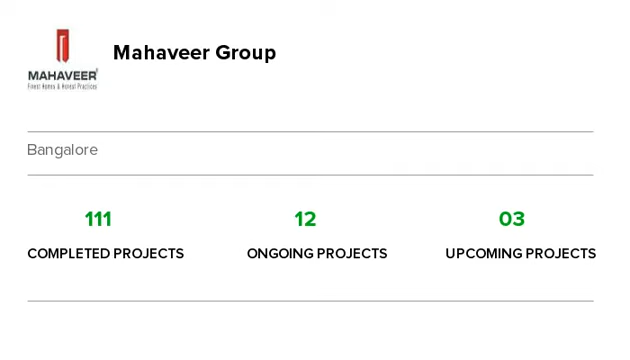 Mahaveer Group
MAHAVEER®
Finest Homes & Honest Practices
Bangalore
111 12 03
COMPLETED PROJECTS ONGOING PROJECTS UPCOMING PROJECTS